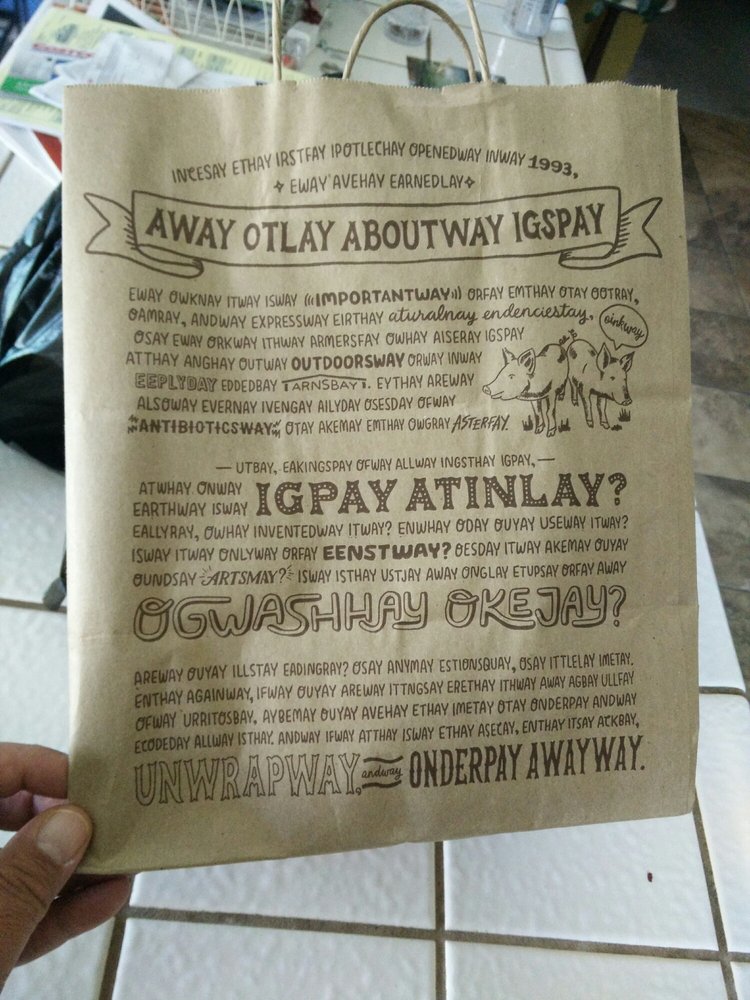 INCESAY ETHAY IRSTFAY IPOTLECHAY OPENEDWAY INWAY 1993,
EWAY'AVEHAY EARNEDLAY
AWAY OTLAY ABOUTWAY IGSPAY
EWAY OWKNAY ITWAY ISWAY (((IMPORTANTWAY))) ORFAY EMTHAY OTAY OOTRAY,
OAMRAY, ANDWAY EXPRESSWAY EIRTHAY aturalnay endenciestay,
oinkway
OSAY EWAY ORKWAY ITHWAY ARMERSFAY OWHAY AISERAY IGSPAY
ATTHAY ANGHAY OUTWAY OUTDOORSWAY ORWAY INWAY
EEPLYDAY EDDEDBAY TARNSBAY. EYTHAY AREWAY
ALSOWAY EVERNAY IVENGAY AILYDAY OSESDAY OFWAY
ANTIBIOTICSWAY OTAY AKEMAY EMTHAY OWGRAY ASTERFAY.
— UTBAY, EAKINGSPAY OFWAY ALLWAY INGSTHAY IGPAY, —
ATWHAY ONWAY
EARTHWAY ISWAY IGPAY ATINLAY?
EALLYRAY, OWHAY INVENTEDWAY ITWAY? ENWHAY ODAY OUYAY USEWAY ITWAY?
ISWAY ITWAY ONLYWAY ORFAY EENSTWAY? OESDAY ITWAY AKEMAY OUYAY
OUNDSAY ARTSMAY? ISWAY ISTHAY USTJAY AWAY ONGLAY ETUPSAY ORFAY AWAY
OGWASHHAY OKEJAY?
AREWAY OUYAY ILLSTAY EADINGRAY? OSAY ANYMAY ESTIONSQUAY, OSAY ITTLELAY IMETAY.
ENTHAY AGAINWAY, IFWAY OUYAY AREWAY ITTNGSAY ERETHAY ITHWAY AWAY AGBAY ULLFAY
OFWAY URRITOSBAY, AYBEMAY OUYAY AVEHAY ETHAY IMETAY OTAY ONDERPAY ANDWAY
ECODEDAY ALLWAY ISTHAY. ANDWAY IFWAY ATTHAY ISWAY ETHAY ASECAY, ENTHAY ITSAY ACKBAY,
UNWRAPWAY, andway ONDERPAY AWAYWAY.